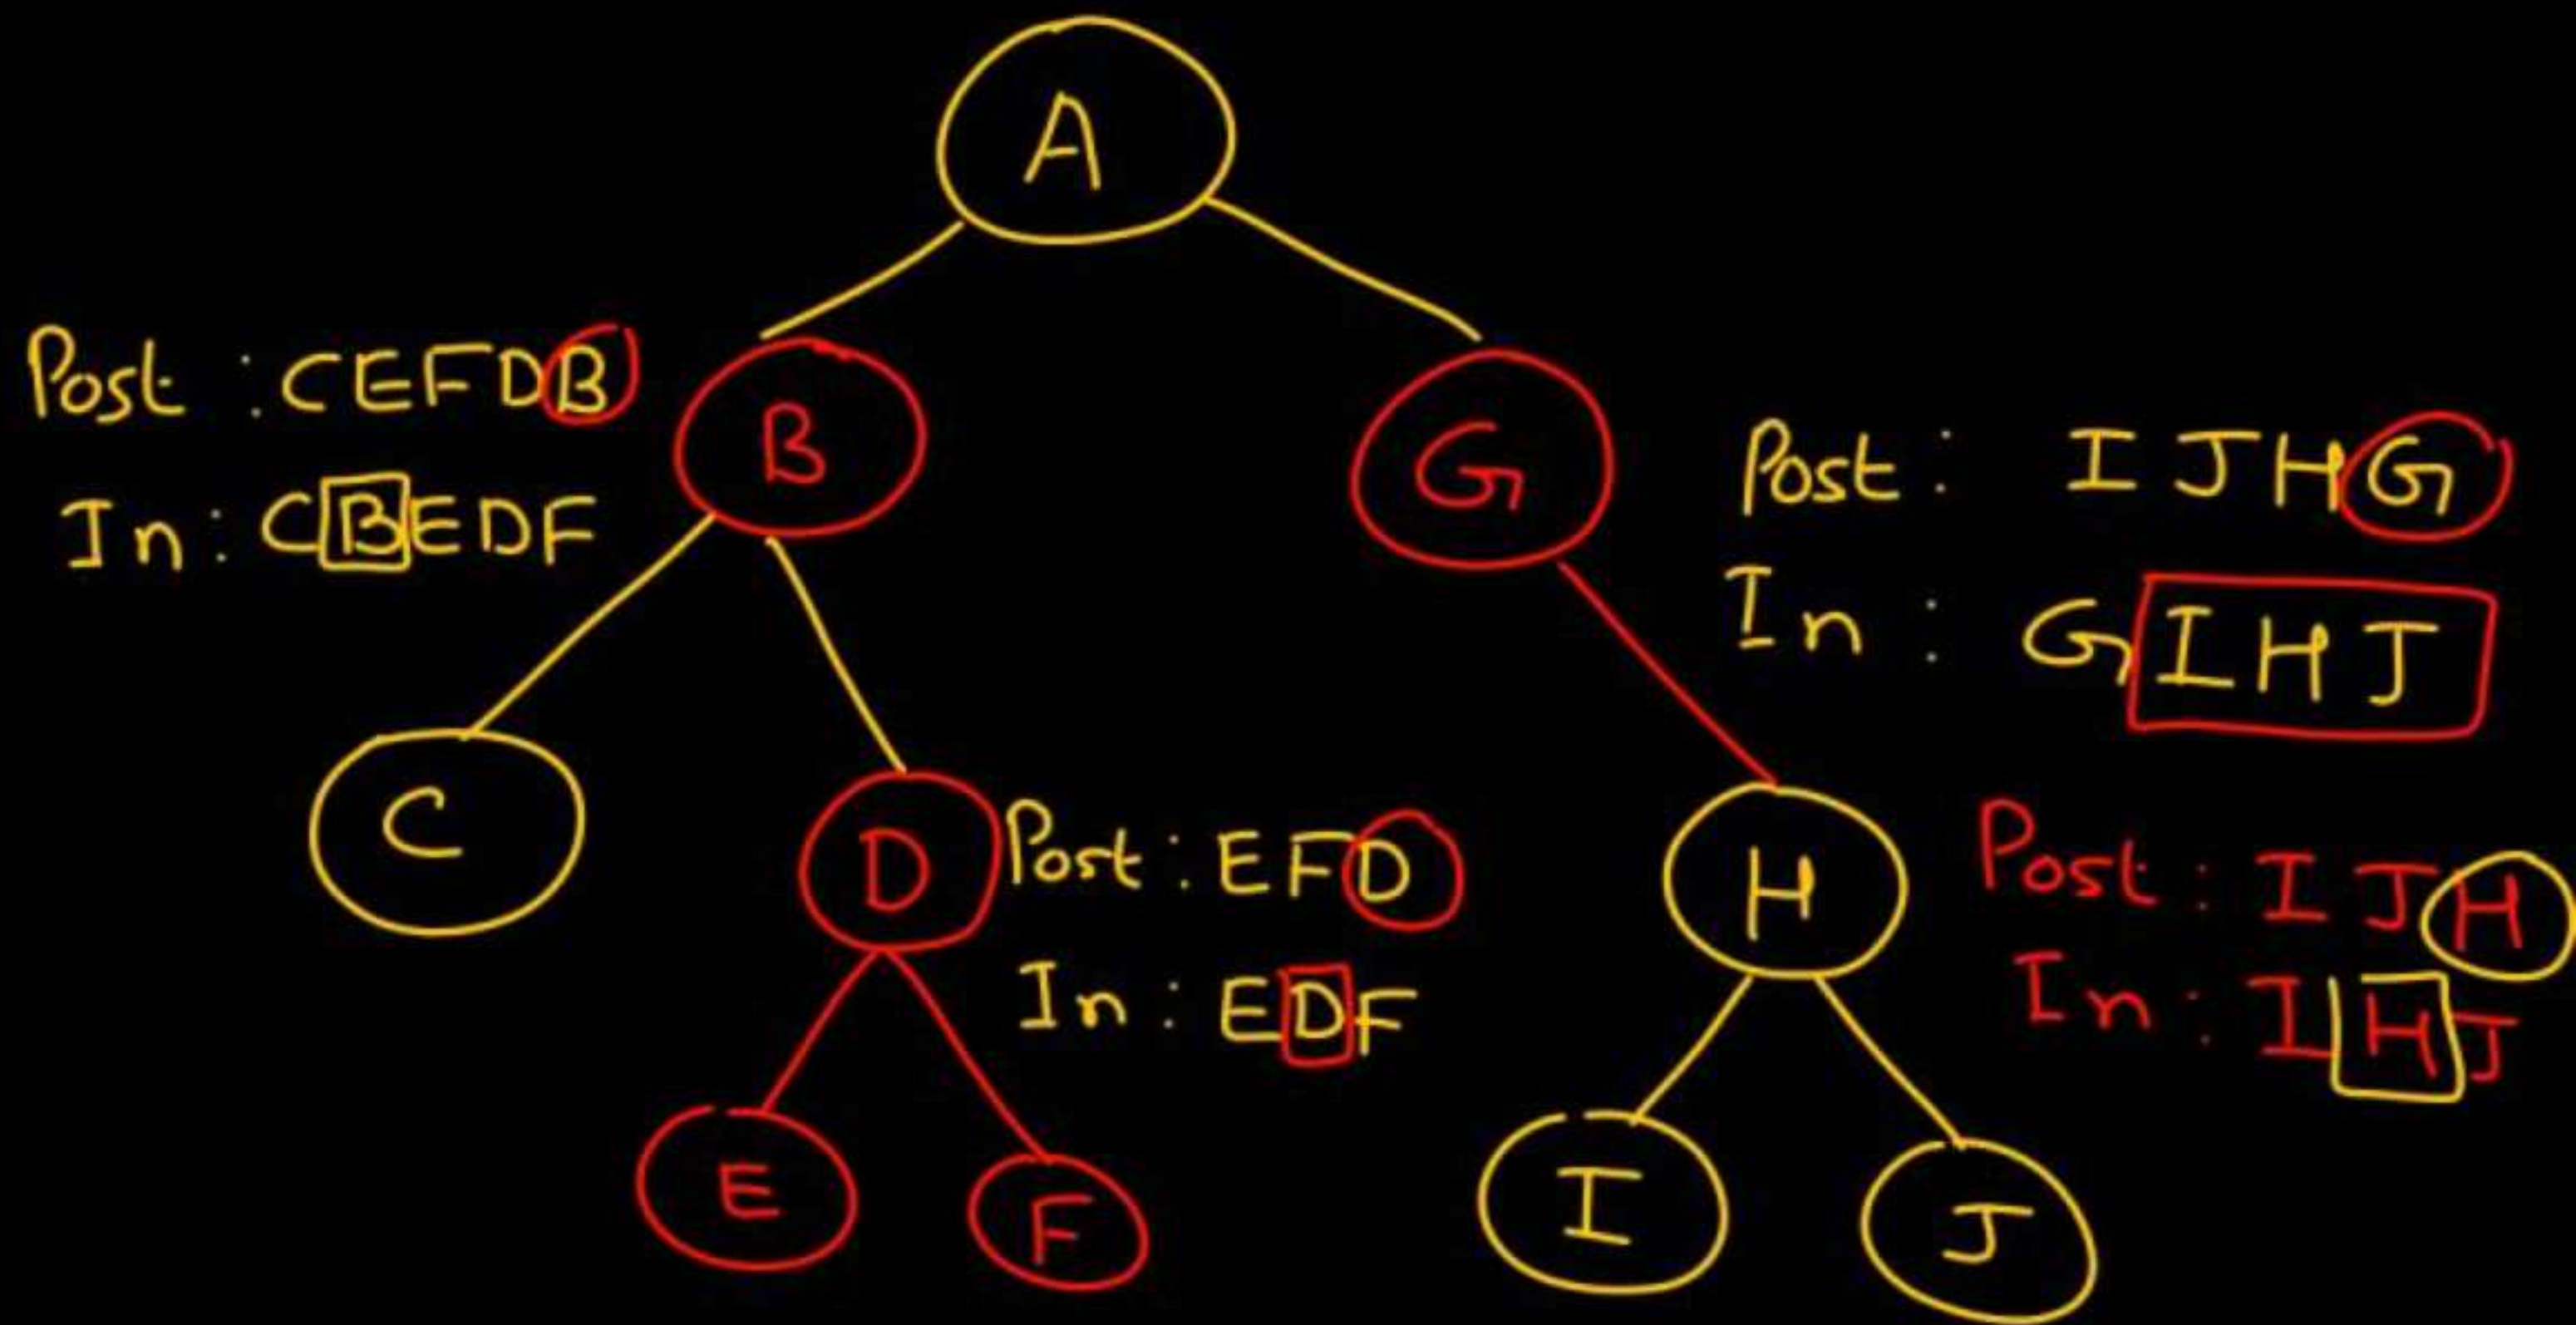 A
Post : CEFDB
In : CBEDF
B
G
Post : IJHG
In : GIHJ
C
D
Post : EFD
In : EDF
H
Post : IJH
In : IHJ
E
F
I
J